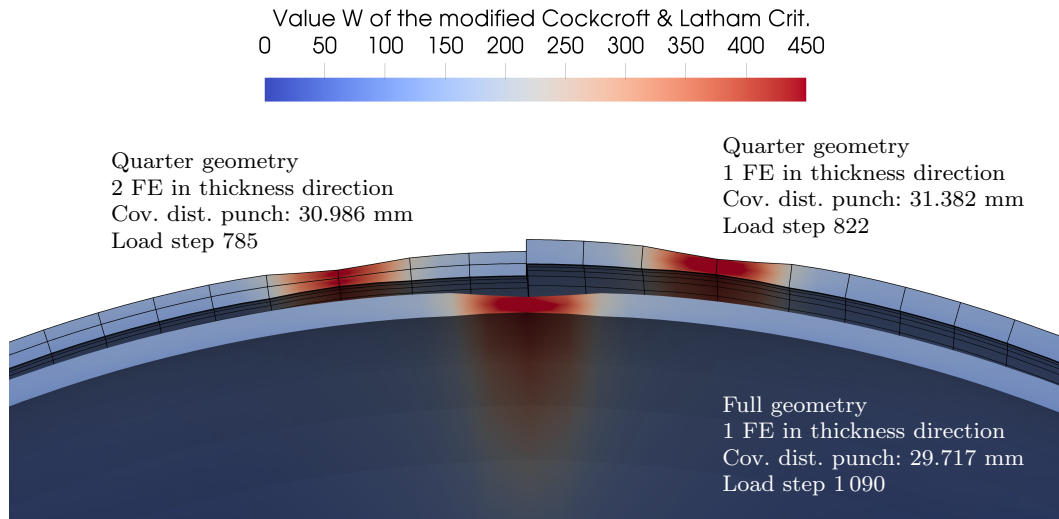 Value W of the modified Cockcroft & Latham Crit.
0 50 100 150 200 250 300 350 400 450
Quarter geometry
2 FE in thickness direction
Cov. dist. punch: 30.986 mm
Load step 785
Quarter geometry
1 FE in thickness direction
Cov. dist. punch: 31.382 mm
Load step 822
Full geometry
1 FE in thickness direction
Cov. dist. punch: 29.717 mm
Load step 1 090